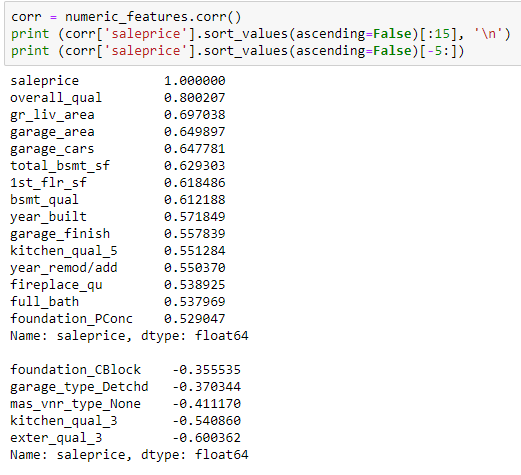 corr = numeric_features.corr()
print (corr['saleprice'].sort_values(ascending=False)[:15], '\n')
print (corr['saleprice'].sort_values(ascending=False)[-5:])
saleprice 1.000000
overall_qual 0.800207
gr_liv_area 0.697038
garage_area 0.649897
garage_cars 0.647781
total_bsmt_sf 0.629303
1st_flr_sf 0.618486
bsmt_qual 0.612188
year_built 0.571849
garage_finish 0.557839
kitchen_qual_5 0.551284
year_remod/add 0.550370
fireplace_qu 0.538925
full_bath 0.537969
foundation_PConc 0.529047
Name: saleprice, dtype: float64
foundation_CBlock -0.355535
garage_type_Detchd -0.370344
mas_vnr_type_None -0.411170
kitchen_qual_3 -0.540860
exter_qual_3 -0.600362
Name: saleprice, dtype: float64